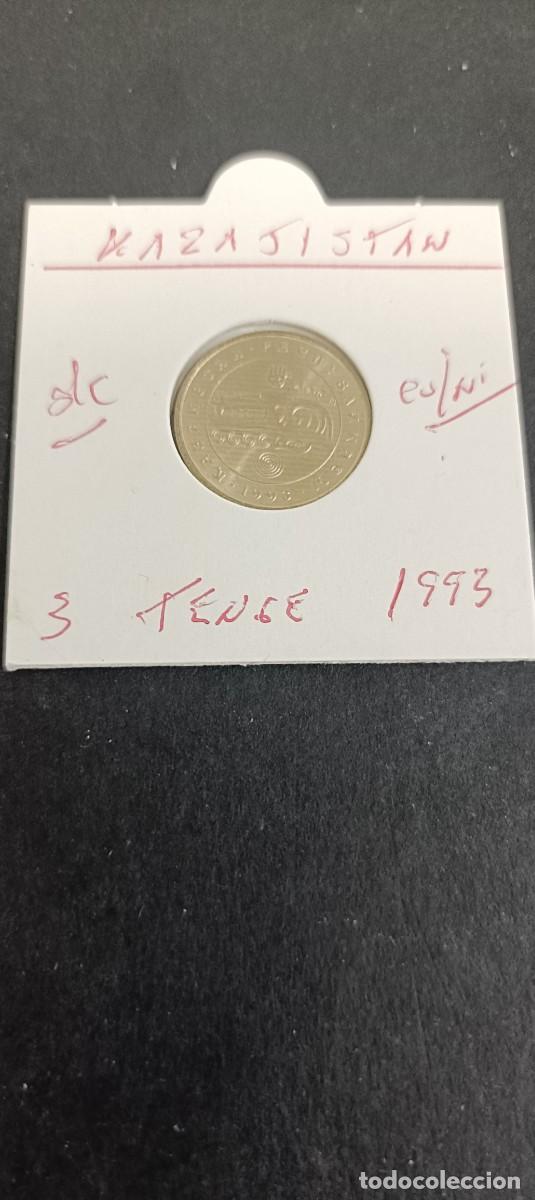 KAZAJISTAN
sc
cu/Ni
3 TENGE 1993
todocoleccion